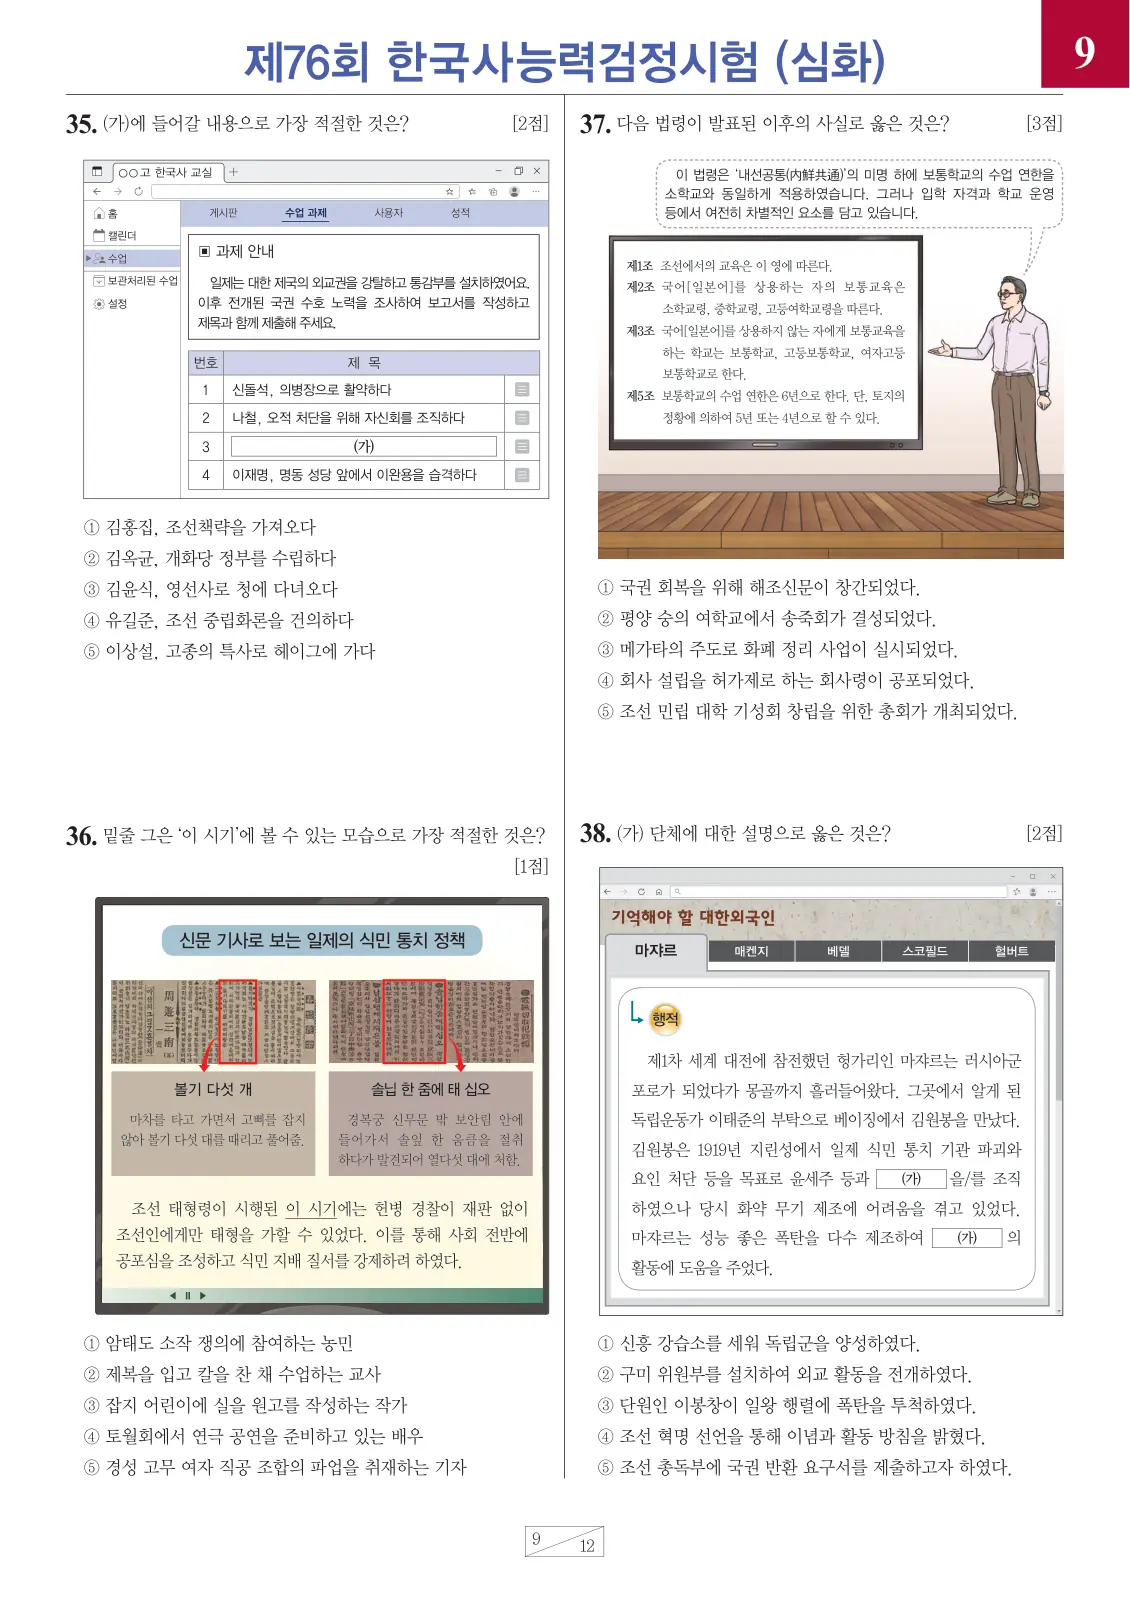 제76회 한국사능력검정시험 (심화)
9
35. (가)에 들어갈 내용으로 가장 적절한 것은? [2점]
○○고 한국사 교실
홈
캘린더
수업
보관처리된 수업
설정
게시판 수업 과제 사용자 성적
▣ 과제 안내
일제는 대한 제국의 외교권을 강탈하고 통감부를 설치하였어요.
이후 전개된 국권 수호 노력을 조사하여 보고서를 작성하고
제목과 함께 제출해 주세요.
번호 제 목
1 신돌석, 의병장으로 활약하다
2 나철, 오적 처단을 위해 자신회를 조직하다
3 (가)
4 이재명, 명동 성당 앞에서 이완용을 습격하다
① 김홍집, 조선책략을 가져오다
② 김옥균, 개화당 정부를 수립하다
③ 김윤식, 영선사로 청에 다녀오다
④ 유길준, 조선 중립화론을 건의하다
⑤ 이상설, 고종의 특사로 헤이그에 가다
36. 밑줄 그은 ‘이 시기’에 볼 수 있는 모습으로 가장 적절한 것은?
[1점]
신문 기사로 보는 일제의 식민 통치 정책
볼기 다섯 개
마차를 타고 가면서 고삐를 잡지
않아 볼기 다섯 대를 때리고 풀어줌.
솔닙 한 줌에 태 십오
경복궁 신무문 밖 보안림 안에
들어가서 솔잎 한 움큼을 절취
하다가 발견되어 열다섯 대에 처함.
조선 태형령이 시행된 이 시기에는 헌병 경찰이 재판 없이
조선인에게만 태형을 가할 수 있었다. 이를 통해 사회 전반에
공포심을 조성하고 식민 지배 질서를 강제하려 하였다.
① 암태도 소작 쟁의에 참여하는 농민
② 제복을 입고 칼을 찬 채 수업하는 교사
③ 잡지 어린이에 실을 원고를 작성하는 작가
④ 토월회에서 연극 공연을 준비하고 있는 배우
⑤ 경성 고무 여자 직공 조합의 파업을 취재하는 기자
37. 다음 법령이 발표된 이후의 사실로 옳은 것은? [3점]
이 법령은 ‘내선공통(內鮮共通)’의 미명 하에 보통학교의 수업 연한을
소학교와 동일하게 적용하였습니다. 그러나 입학 자격과 학교 운영
등에서 여전히 차별적인 요소를 담고 있습니다.
제1조 조선에서의 교육은 이 영에 따른다.
제2조 국어[일본어]를 상용하는 자의 보통교육은
소학교령, 중학교령, 고등여학교령을 따른다.
제3조 국어[일본어]를 상용하지 않는 자에게 보통교육을
하는 학교는 보통학교, 고등보통학교, 여자고등
보통학교로 한다.
제5조 보통학교의 수업 연한은 6년으로 한다. 단, 토지의
정황에 의하여 5년 또는 4년으로 할 수 있다.
① 국권 회복을 위해 해조신문이 창간되었다.
② 평양 숭의 여학교에서 송죽회가 결성되었다.
③ 메가타의 주도로 화폐 정리 사업이 실시되었다.
④ 회사 설립을 허가제로 하는 회사령이 공포되었다.
⑤ 조선 민립 대학 기성회 창립을 위한 총회가 개최되었다.
38. (가) 단체에 대한 설명으로 옳은 것은? [2점]
기억해야 할 대한외국인
마쟈르 매켄지 베델 스코필드 헐버트
행적
제1차 세계 대전에 참전했던 헝가리인 마쟈르는 러시아군
포로가 되었다가 몽골까지 흘러들어왔다. 그곳에서 알게 된
독립운동가 이태준의 부탁으로 베이징에서 김원봉을 만났다.
김원봉은 1919년 지린성에서 일제 식민 통치 기관 파괴와
요인 처단 등을 목표로 윤세주 등과 (가) 을/를 조직
하였으나 당시 화약 무기 제조에 어려움을 겪고 있었다.
마쟈르는 성능 좋은 폭탄을 다수 제조하여 (가) 의
활동에 도움을 주었다.
① 신흥 강습소를 세워 독립군을 양성하였다.
② 구미 위원부를 설치하여 외교 활동을 전개하였다.
③ 단원인 이봉창이 일왕 행렬에 폭탄을 투척하였다.
④ 조선 혁명 선언을 통해 이념과 활동 방침을 밝혔다.
⑤ 조선 총독부에 국권 반환 요구서를 제출하고자 하였다.
9
12